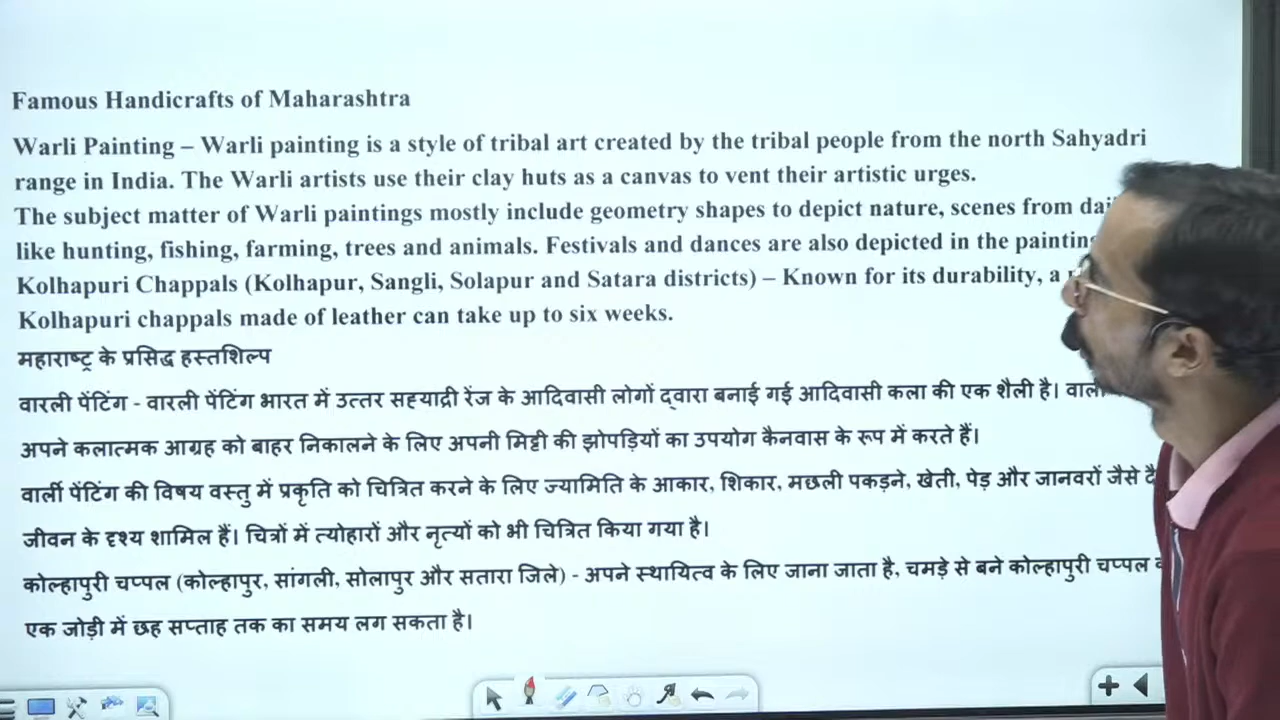 Famous Handicrafts of Maharashtra
Warli Painting – Warli painting is a style of tribal art created by the tribal people from the north Sahyadri
range in India. The Warli artists use their clay huts as a canvas to vent their artistic urges.
The subject matter of Warli paintings mostly include geometry shapes to depict nature, scenes from
like hunting, fishing, farming, trees and animals. Festivals and dances are also depicted in the
Kolhapuri Chappals (Kolhapur, Sangli, Solapur and Satara districts) – Known for its durability, a
Kolhapuri chappals made of leather can take up to six weeks.
महाराष्ट्र के प्रसिद्ध हस्तशिल्प
वारली पेंटिंग - वारली पेंटिंग भारत में उत्तर सह्याद्री रेंज के आदिवासी लोगों द्वारा बनाई गई आदिवासी कला की एक शैली है।
अपने कलात्मक आग्रह को बाहर निकालने के लिए अपनी मिट्टी की झोपड़ियों का उपयोग कैनवास के रूप में करते हैं।
वार्ली पेंटिंग की विषय वस्तु में प्रकृति को चित्रित करने के लिए ज्यामिति के आकार, शिकार, मछली पकड़ने, खेती, पेड़ और जानवरों जैसे
जीवन के दृश्य शामिल हैं। चित्रों में त्योहारों और नृत्यों को भी चित्रित किया गया है।
कोल्हापुरी चप्पल (कोल्हापुर, सांगली, सोलापुर और सतारा जिले) - अपने स्थायित्व के लिए जाना जाता है, चमड़े से बने कोल्हापुरी चप्पल
एक जोड़ी में छह सप्ताह तक का समय लग सकता है।